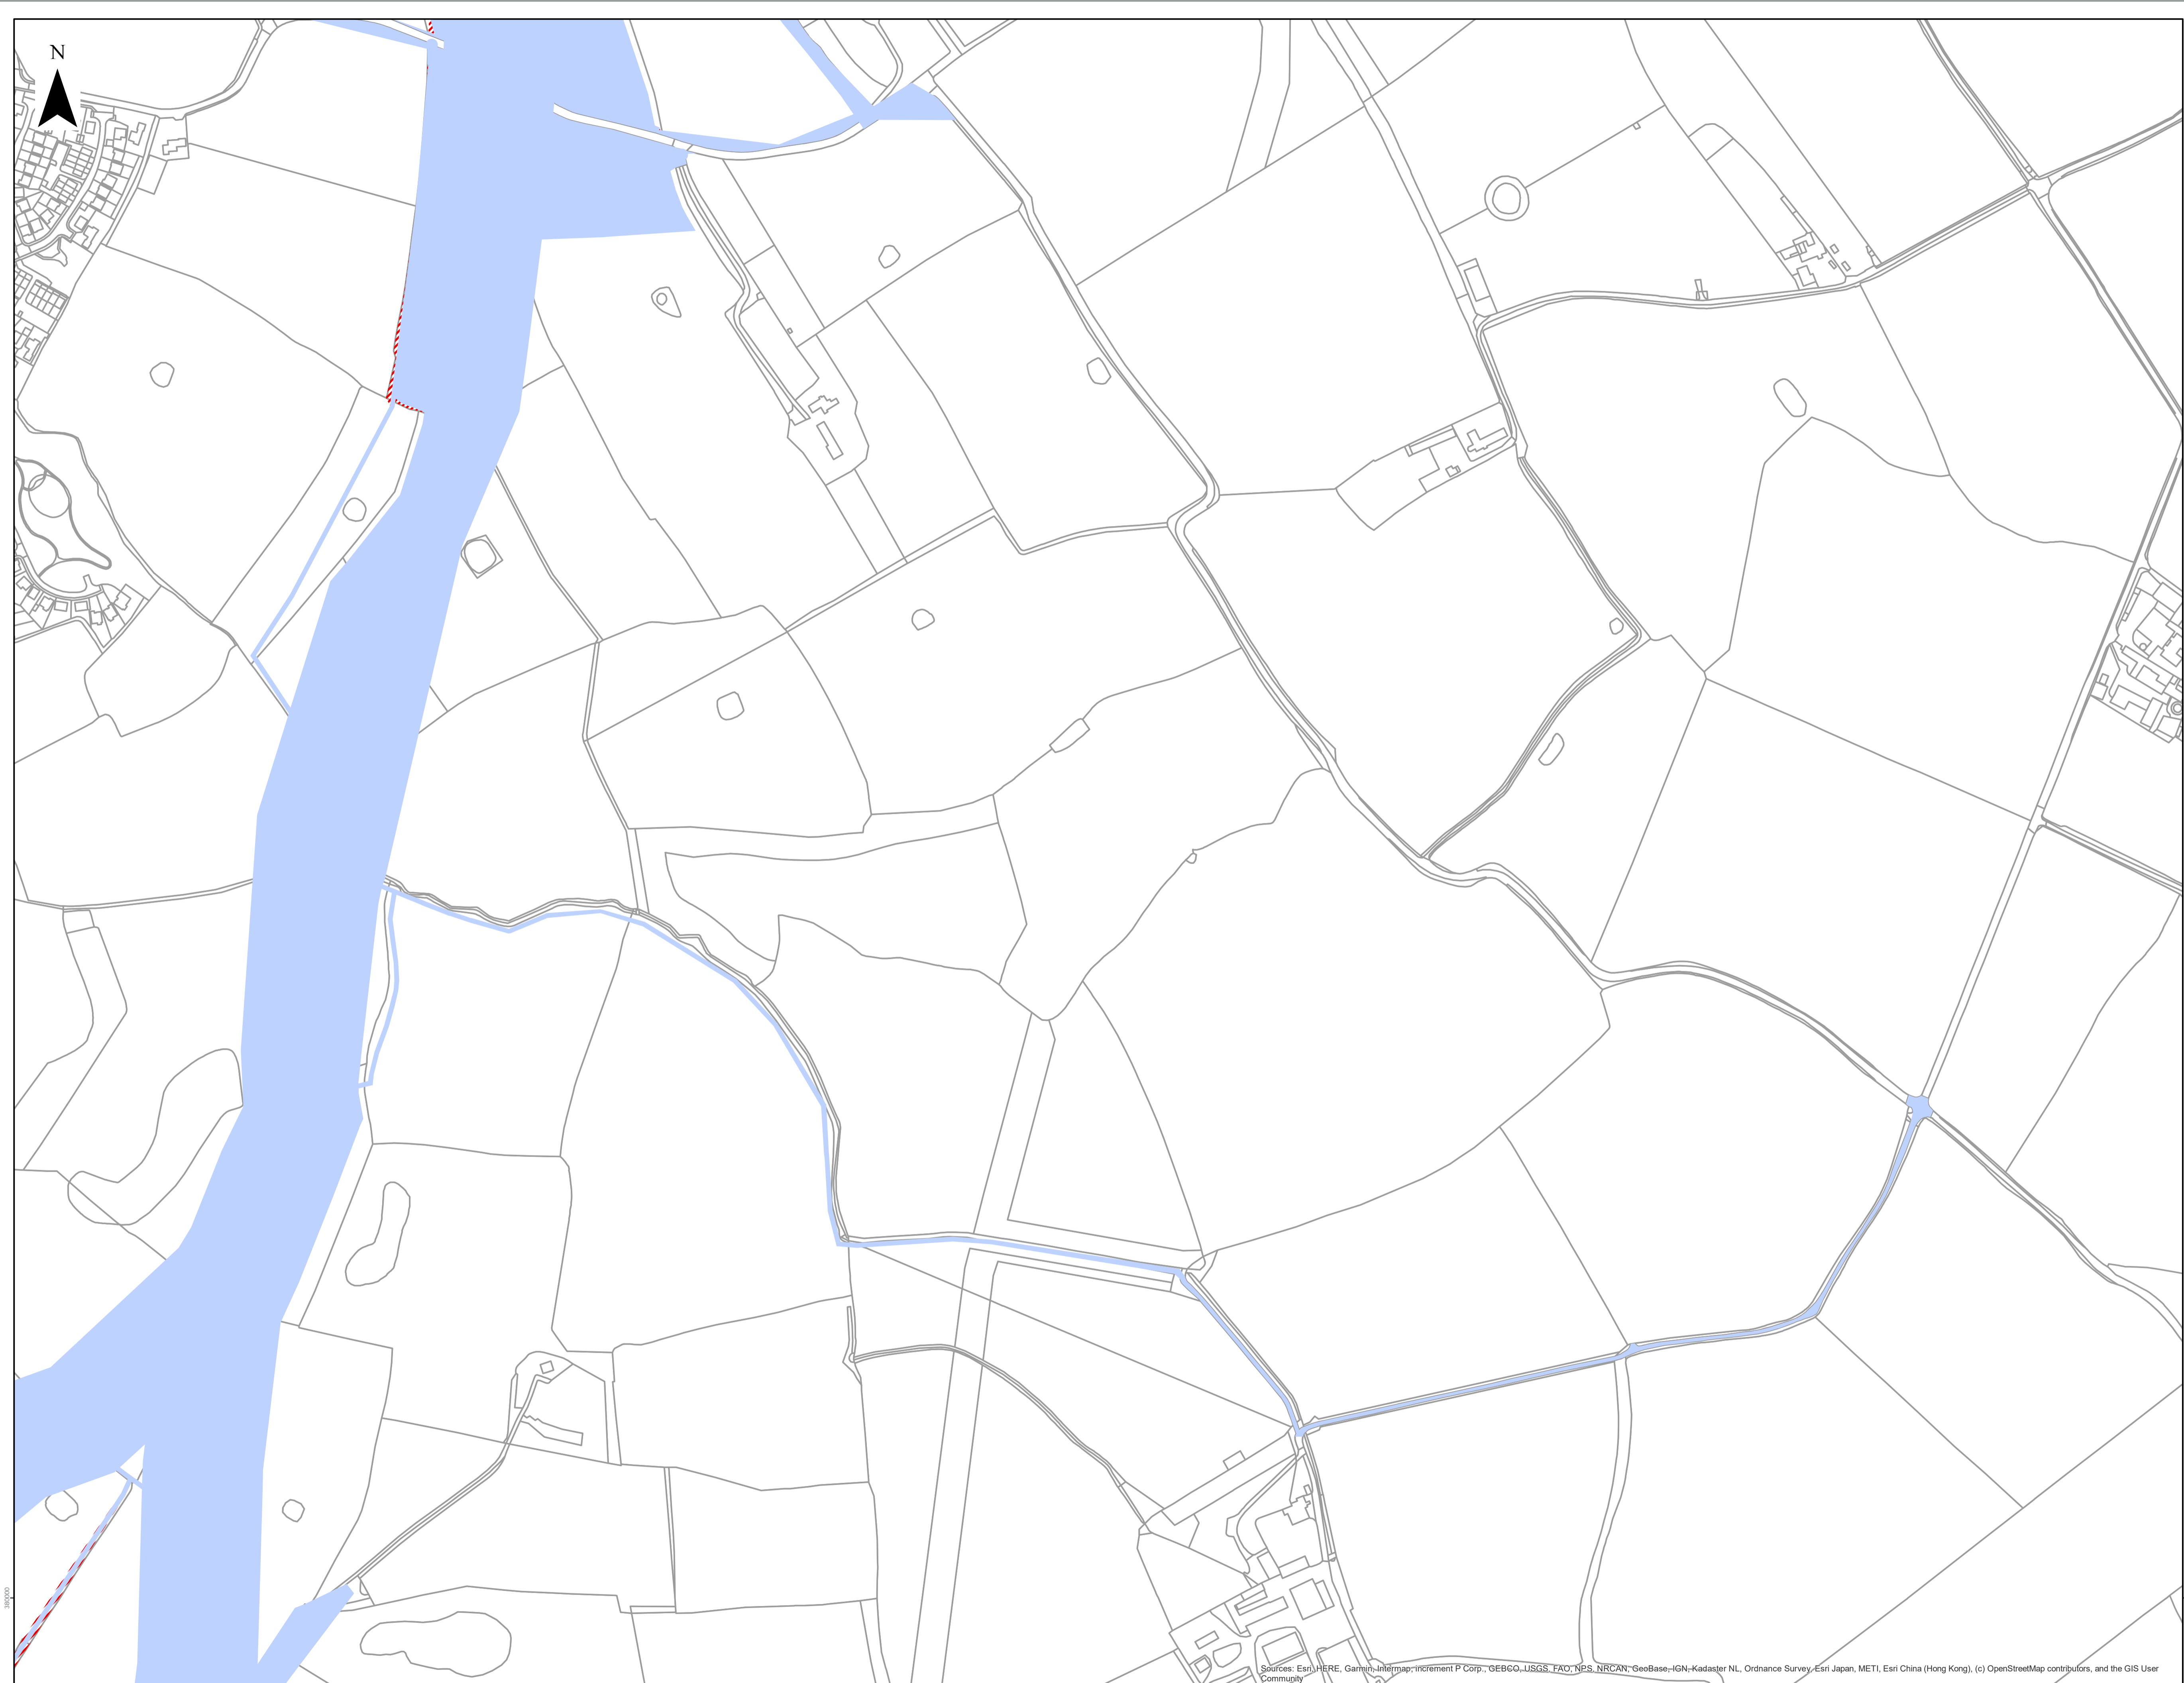 N
380000
Sources: Esri, HERE, Garmin, Intermap, increment P Corp., GEBCO, USGS, FAO, NPS, NRCAN, GeoBase, IGN, Kadaster NL, Ordnance Survey, Esri Japan, METI, Esri China (Hong Kong), (c) OpenStreetMap contributors, and the GIS User
Community